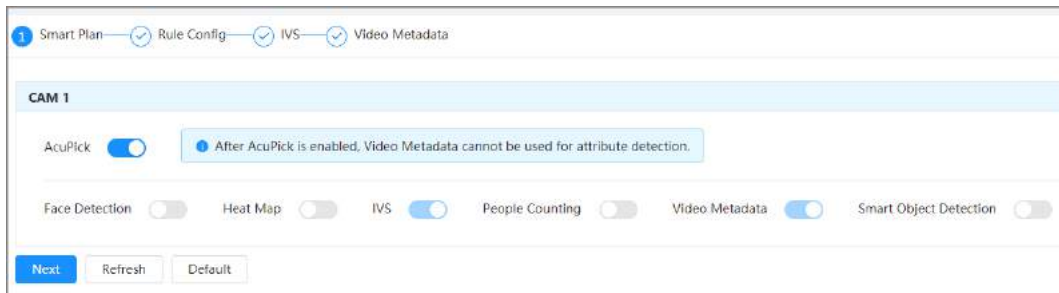 1 Smart Plan Rule Config IVS Video Metadata
CAM 1
AcuPick After AcuPick is enabled, Video Metadata cannot be used for attribute detection.
Face Detection Heat Map IVS People Counting Video Metadata Smart Object Detection
Next Refresh Default